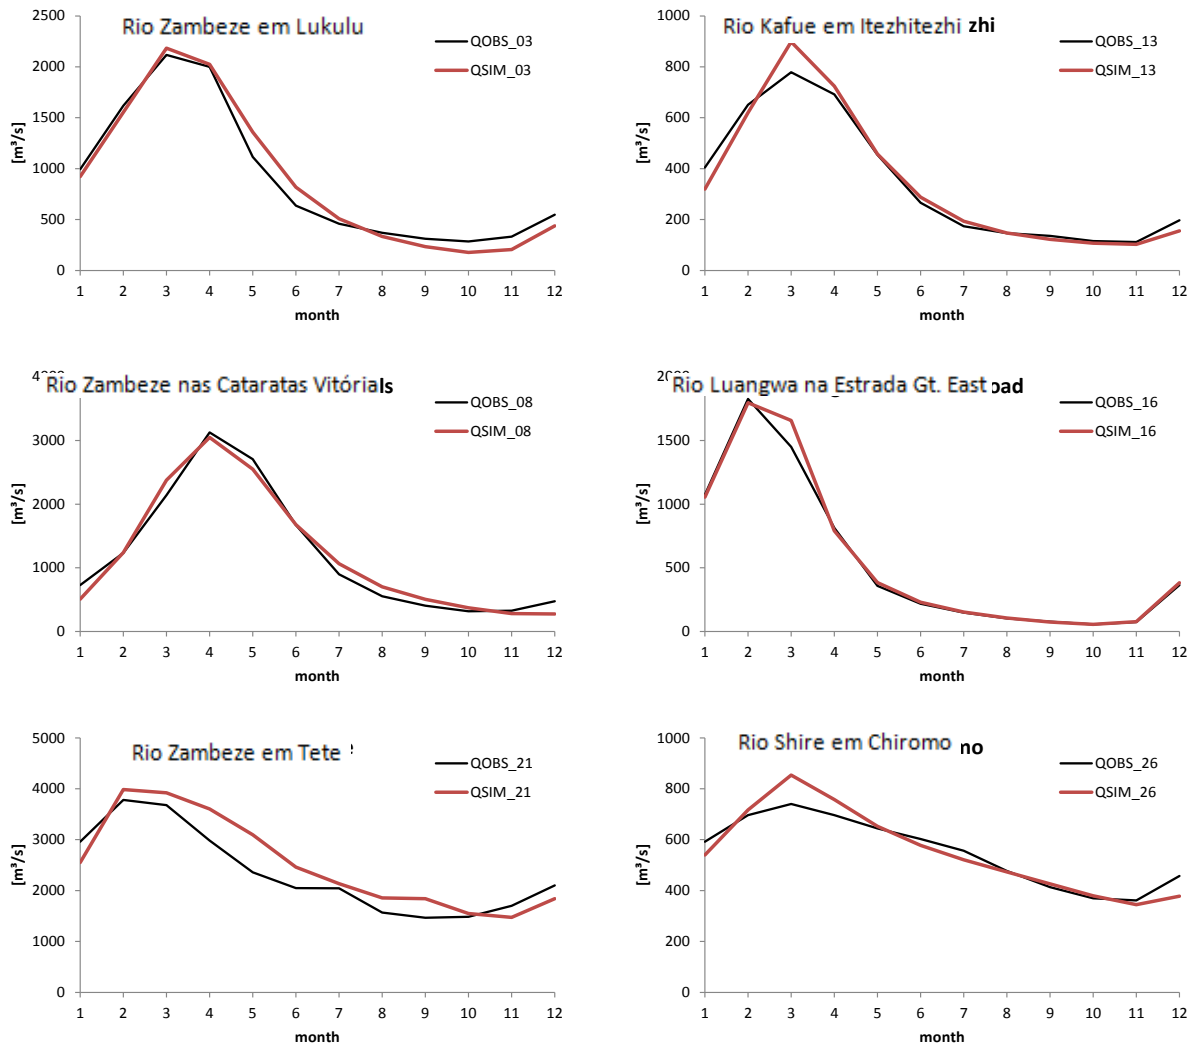 Rio Zambeze em Lukulu
QOBS_03
QSIM_03
[m³/s]
2500
2000
1500
1000
500
0
1 2 3 4 5 6 7 8 9 10 11 12
month
Rio Kafue em Itezhitezhi zhi
QOBS_13
QSIM_13
[m³/s]
1000
800
600
400
200
0
1 2 3 4 5 6 7 8 9 10 11 12
month
Rio Zambeze nas Cataratas Vitória ls
QOBS_08
QSIM_08
[m³/s]
3000
2000
1000
0
1 2 3 4 5 6 7 8 9 10 11 12
month
Rio Luangwa na Estrada Gt. East oad
QOBS_16
QSIM_16
[m³/s]
1500
1000
500
0
1 2 3 4 5 6 7 8 9 10 11 12
month
Rio Zambeze em Tete
QOBS_21
QSIM_21
[m³/s]
5000
4000
3000
2000
1000
0
1 2 3 4 5 6 7 8 9 10 11 12
month
Rio Shire em Chiromo mo
QOBS_26
QSIM_26
[m³/s]
1000
800
600
400
200
0
1 2 3 4 5 6 7 8 9 10 11 12
month